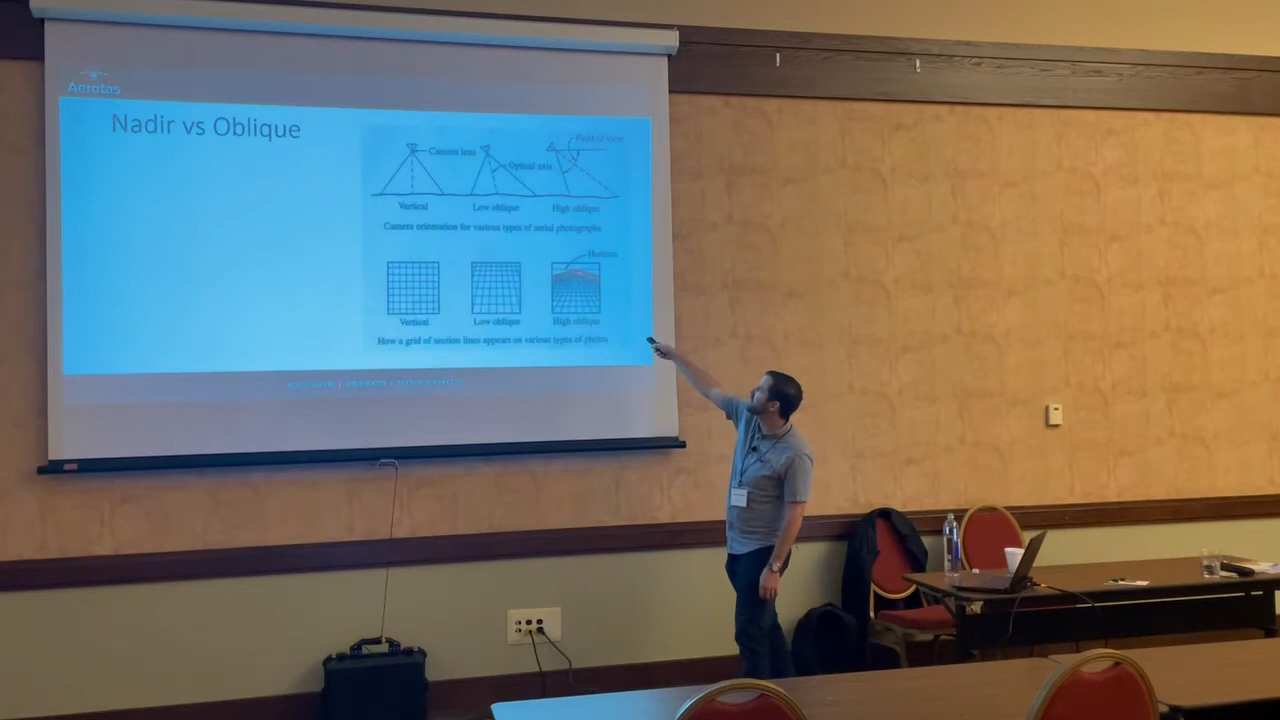 Aerotas
Nadir vs Oblique
Field of view
Camera lens
Optical axis
Vertical
Low oblique
High oblique
Camera orientation for various types of aerial photographs
Horizon
Vertical
Low oblique
High oblique
How a grid of section lines appears on various types of photos